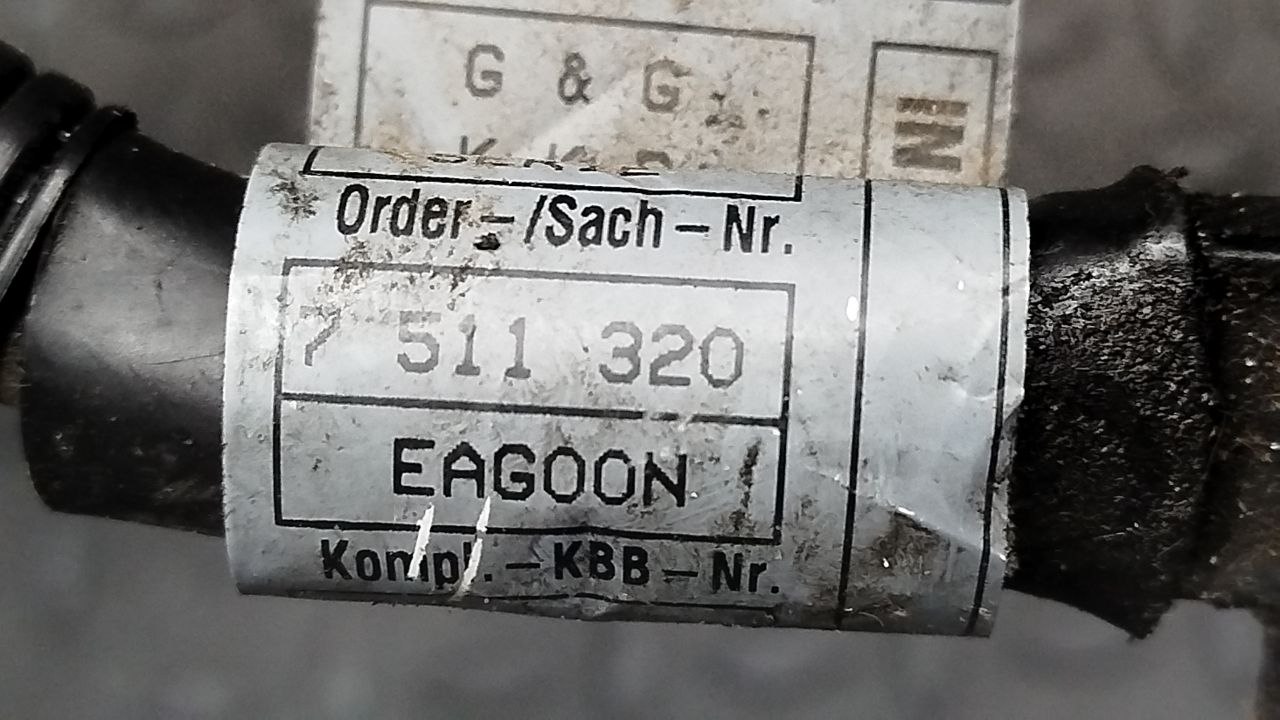 G & G
Order.-/Sach-Nr.
7 511 320
EAGOON
Kompl.-KBB-Nr.